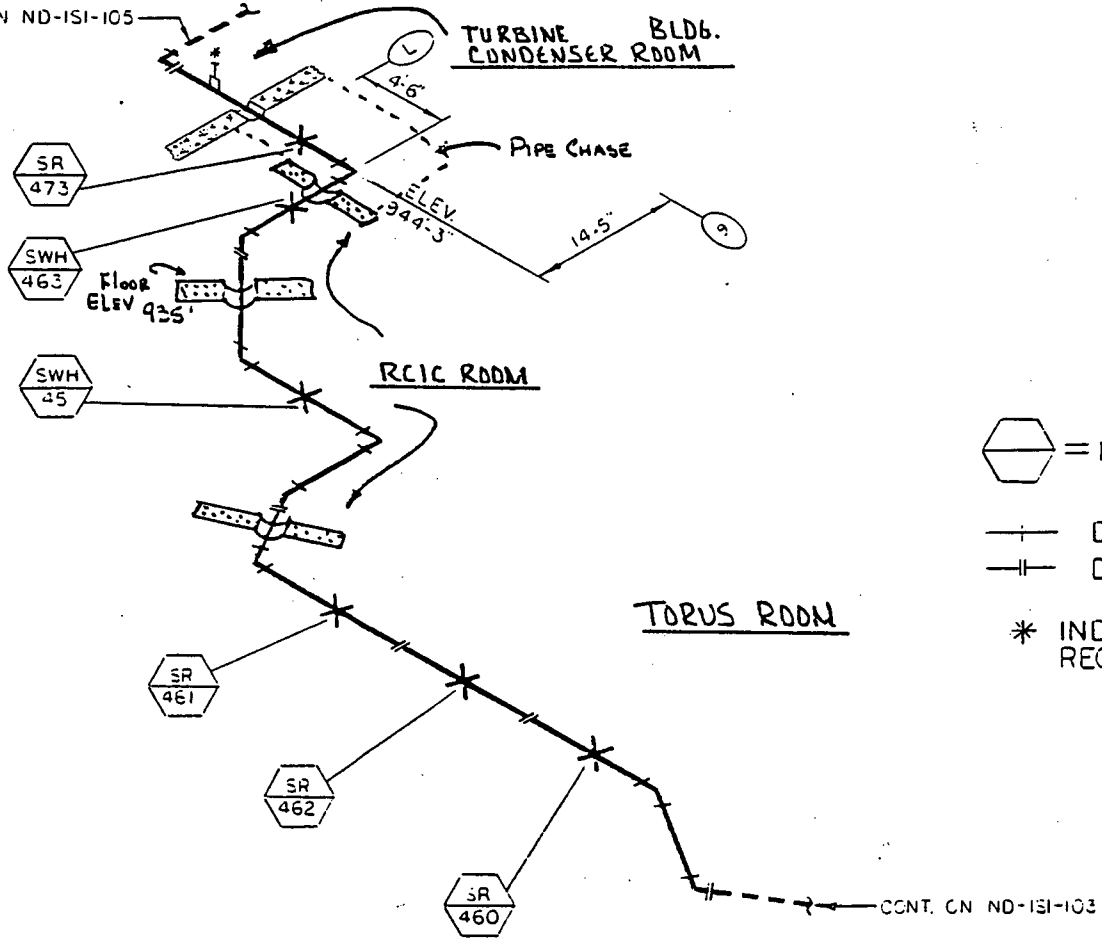 N ND-ISI-105
TURBINE BLDG.
CONDENSER ROOM
L
4'-6"
PIPE CHASE
SR
473
ELEV.
944'-3"
14'-5"
9
SWH
463
FLOOR
ELEV 935'
SWH
45
RCIC ROOM
=
TORUS ROOM
* IND
REC
SR
461
SR
462
SR
460
CONT. ON ND-ISI-103